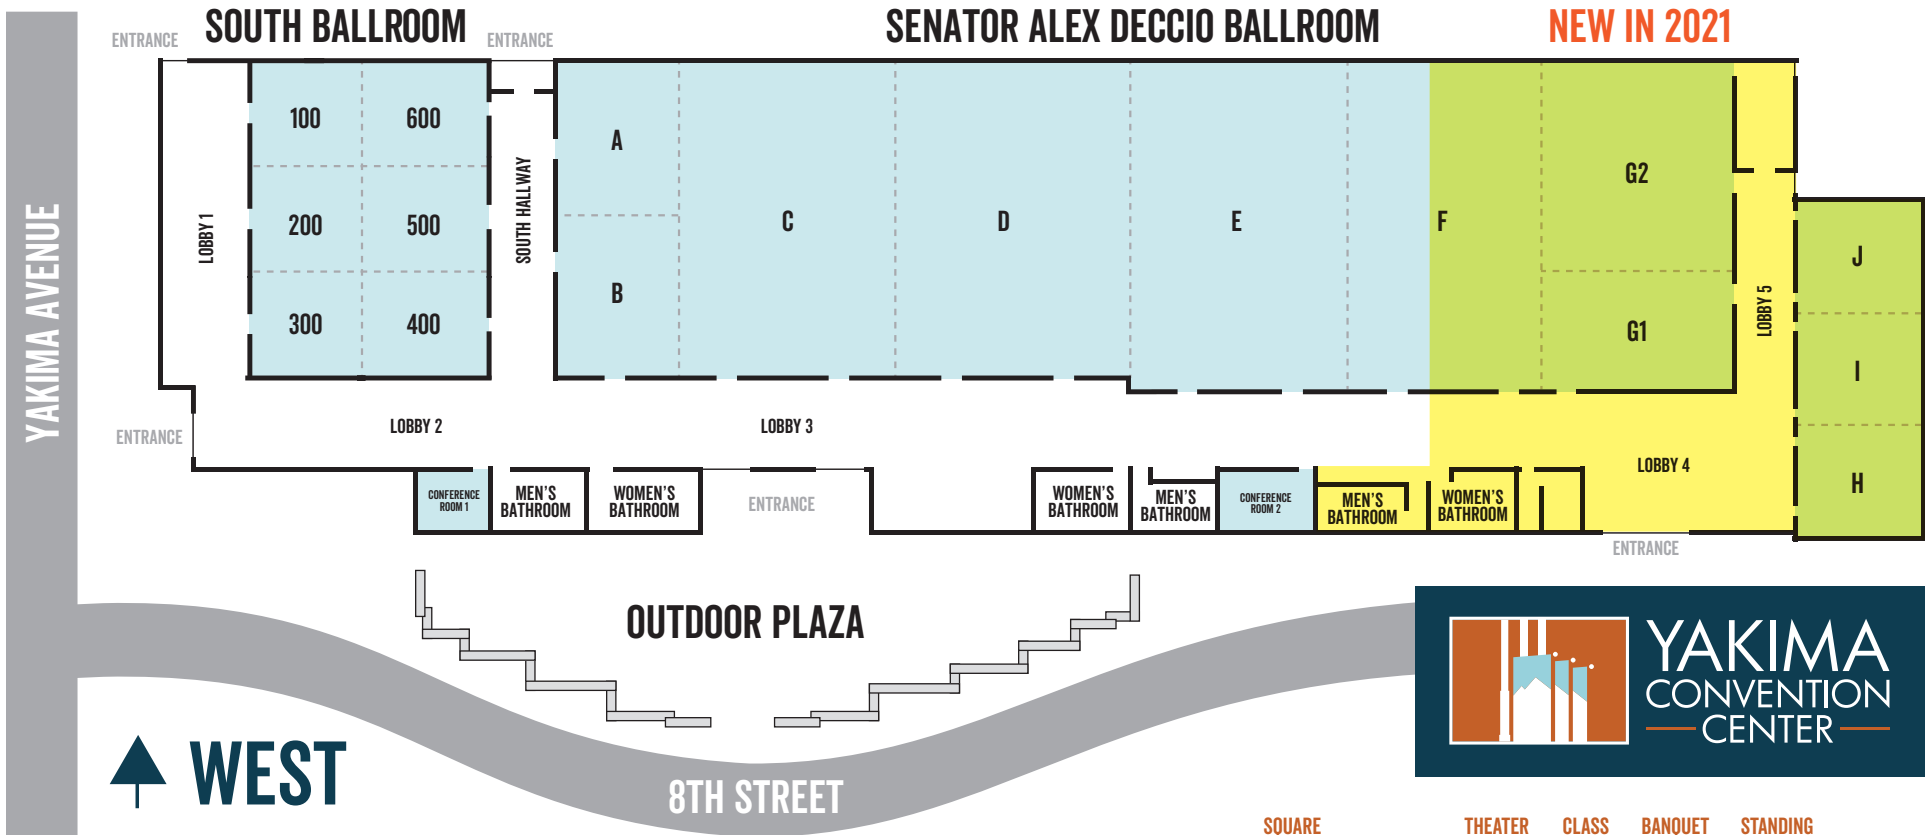 SOUTH BALLROOM
SENATOR ALEX DECCIO BALLROOM
NEW IN 2021
ENTRANCE
ENTRANCE
100
600
200
500
300
400
LOBBY 1
SOUTH HALLWAY
A
B
C
D
E
F
G2
G1
LOBBY 5
J
I
H
YAKIMA AVENUE
ENTRANCE
LOBBY 2
LOBBY 3
LOBBY 4
CONFERENCE
ROOM 1
MEN'S
BATHROOM
WOMEN'S
BATHROOM
ENTRANCE
WOMEN'S
BATHROOM
MEN'S
BATHROOM
CONFERENCE
ROOM 2
MEN'S
BATHROOM
WOMEN'S
BATHROOM
ENTRANCE
OUTDOOR PLAZA
YAKIMA
CONVENTION
CENTER
WEST
8TH STREET
SQUARE THEATER CLASS BANQUET STANDING